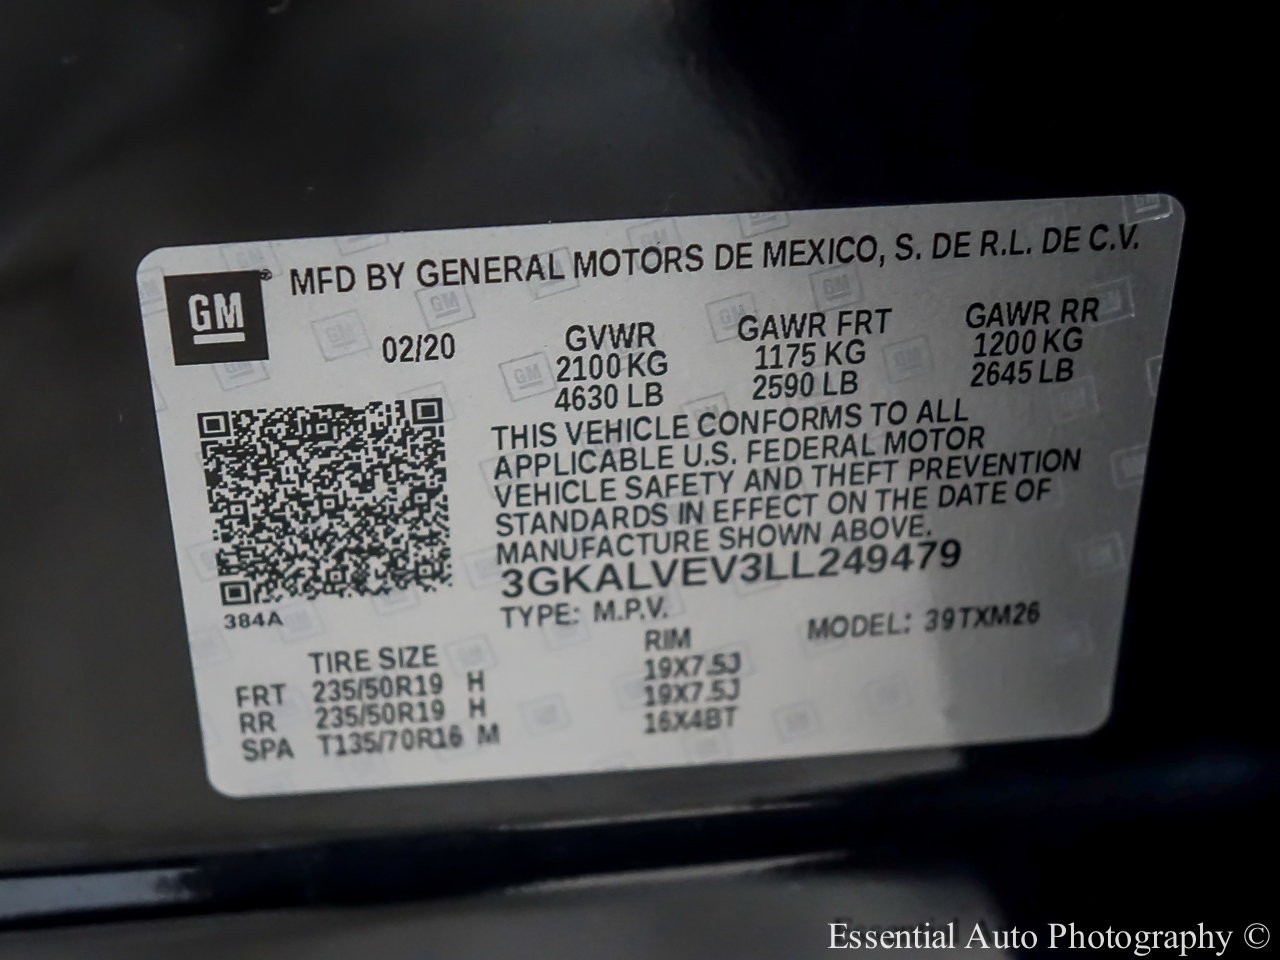 GM® MFD BY GENERAL MOTORS DE MEXICO, S. DE R.L. DE C.V.
02/20
GVWR GAWR FRT GAWR RR
2100 KG 1175 KG 1200 KG
4630 LB 2590 LB 2645 LB
THIS VEHICLE CONFORMS TO ALL
APPLICABLE U.S. FEDERAL MOTOR
VEHICLE SAFETY AND THEFT PREVENTION
STANDARDS IN EFFECT ON THE DATE OF
MANUFACTURE SHOWN ABOVE.
3GKALVEV3LL249479
384A
TYPE: M.P.V. MODEL: 39TXM26
TIRE SIZE RIM
FRT 235/50R19 H 19X7.5J
RR 235/50R19 H 19X7.5J
SPA T135/70R16 M 16X4BT
Essential Auto Photography ©